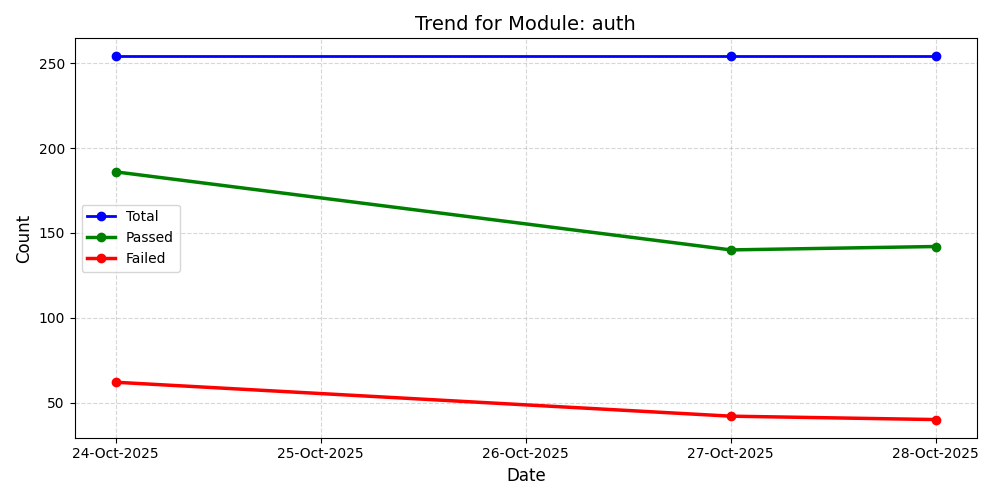 Trend for Module: auth
Count
250
200
150
100
50
Total
Passed
Failed
24-Oct-2025
25-Oct-2025
26-Oct-2025
27-Oct-2025
28-Oct-2025
Date